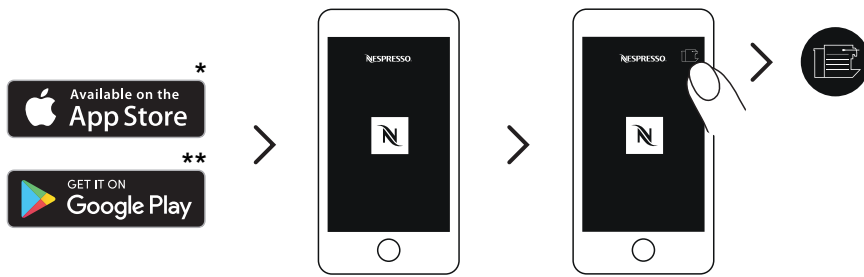 *
Available on the
App Store
**
GET IT ON
Google Play
NESPRESSO
N
NESPRESSO
N